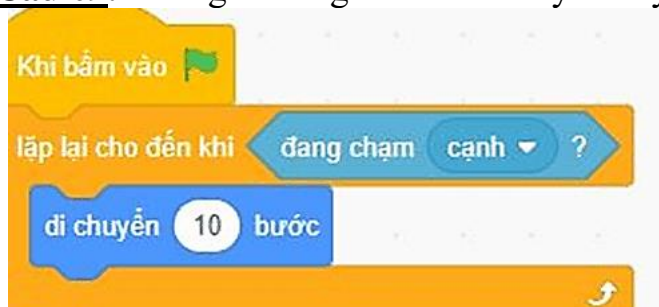 Khi bấm vào
lặp lại cho đến khi đang chạm cạnh ?
di chuyển 10 bước